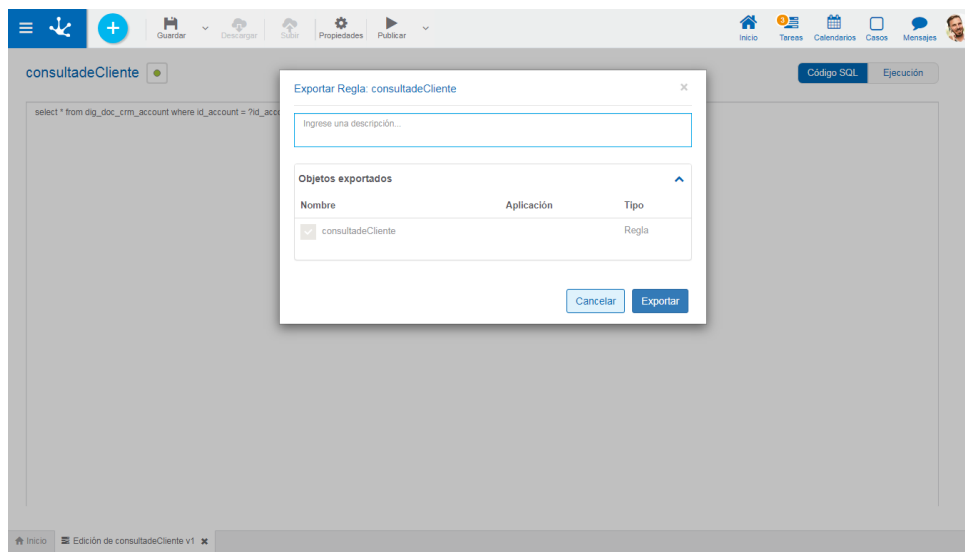 Guardar
Descargar
Subir
Propiedades
Publicar
Inicio
3
Tareas
Calendarios
Casos
Mensajes
consultadeCliente
Código SQL
Ejecución
select * from dig_doc_crm_account where id_account = ?id_acco
Exportar Regla: consultadeCliente
Ingrese una descripción...
Objetos exportados
Nombre Aplicación Tipo
consultadeCliente Regla
Cancelar Exportar
Inicio Edición de consultadeCliente v1